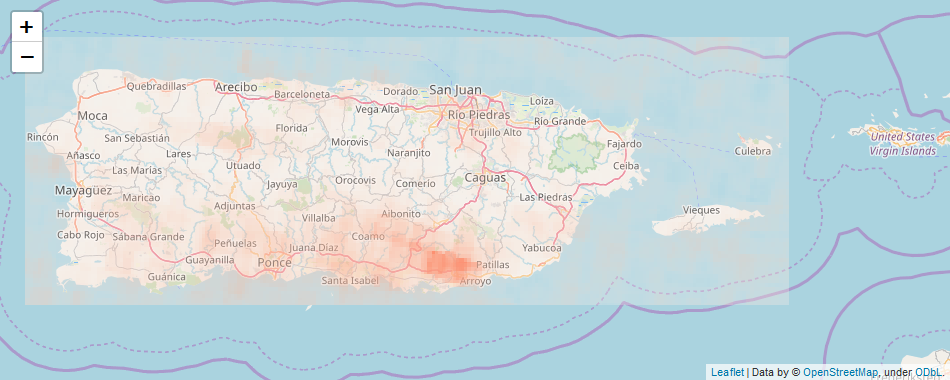 +
−
San Juan
Quebradillas
Arecibo
Barceloneta
Dorado
Loiza
Vega Alta
Moca
Río Piedras
Río Grande
Rincón
San Sebastián
Florida
Trujillo Alto
Morovis
Fajardo
United States
Virgin Islands
Añasco
Lares
Naranjito
Culebra
Utuado
Ceiba
Las Marías
Caguas
Mayagüez
Jayuya
Orocovis
Comerío
Maricao
Las Piedras
Adjuntas
Hormigueros
Villalba
Aibonito
Vieques
Cabo Rojo
Sábana Grande
Peñuelas
Coamo
Juana Díaz
Yabucoa
Guayanilla
Ponce
Patillas
Guánica
Santa Isabel
Arroyo
Leaflet | Data by © OpenStreetMap, under ODbL.